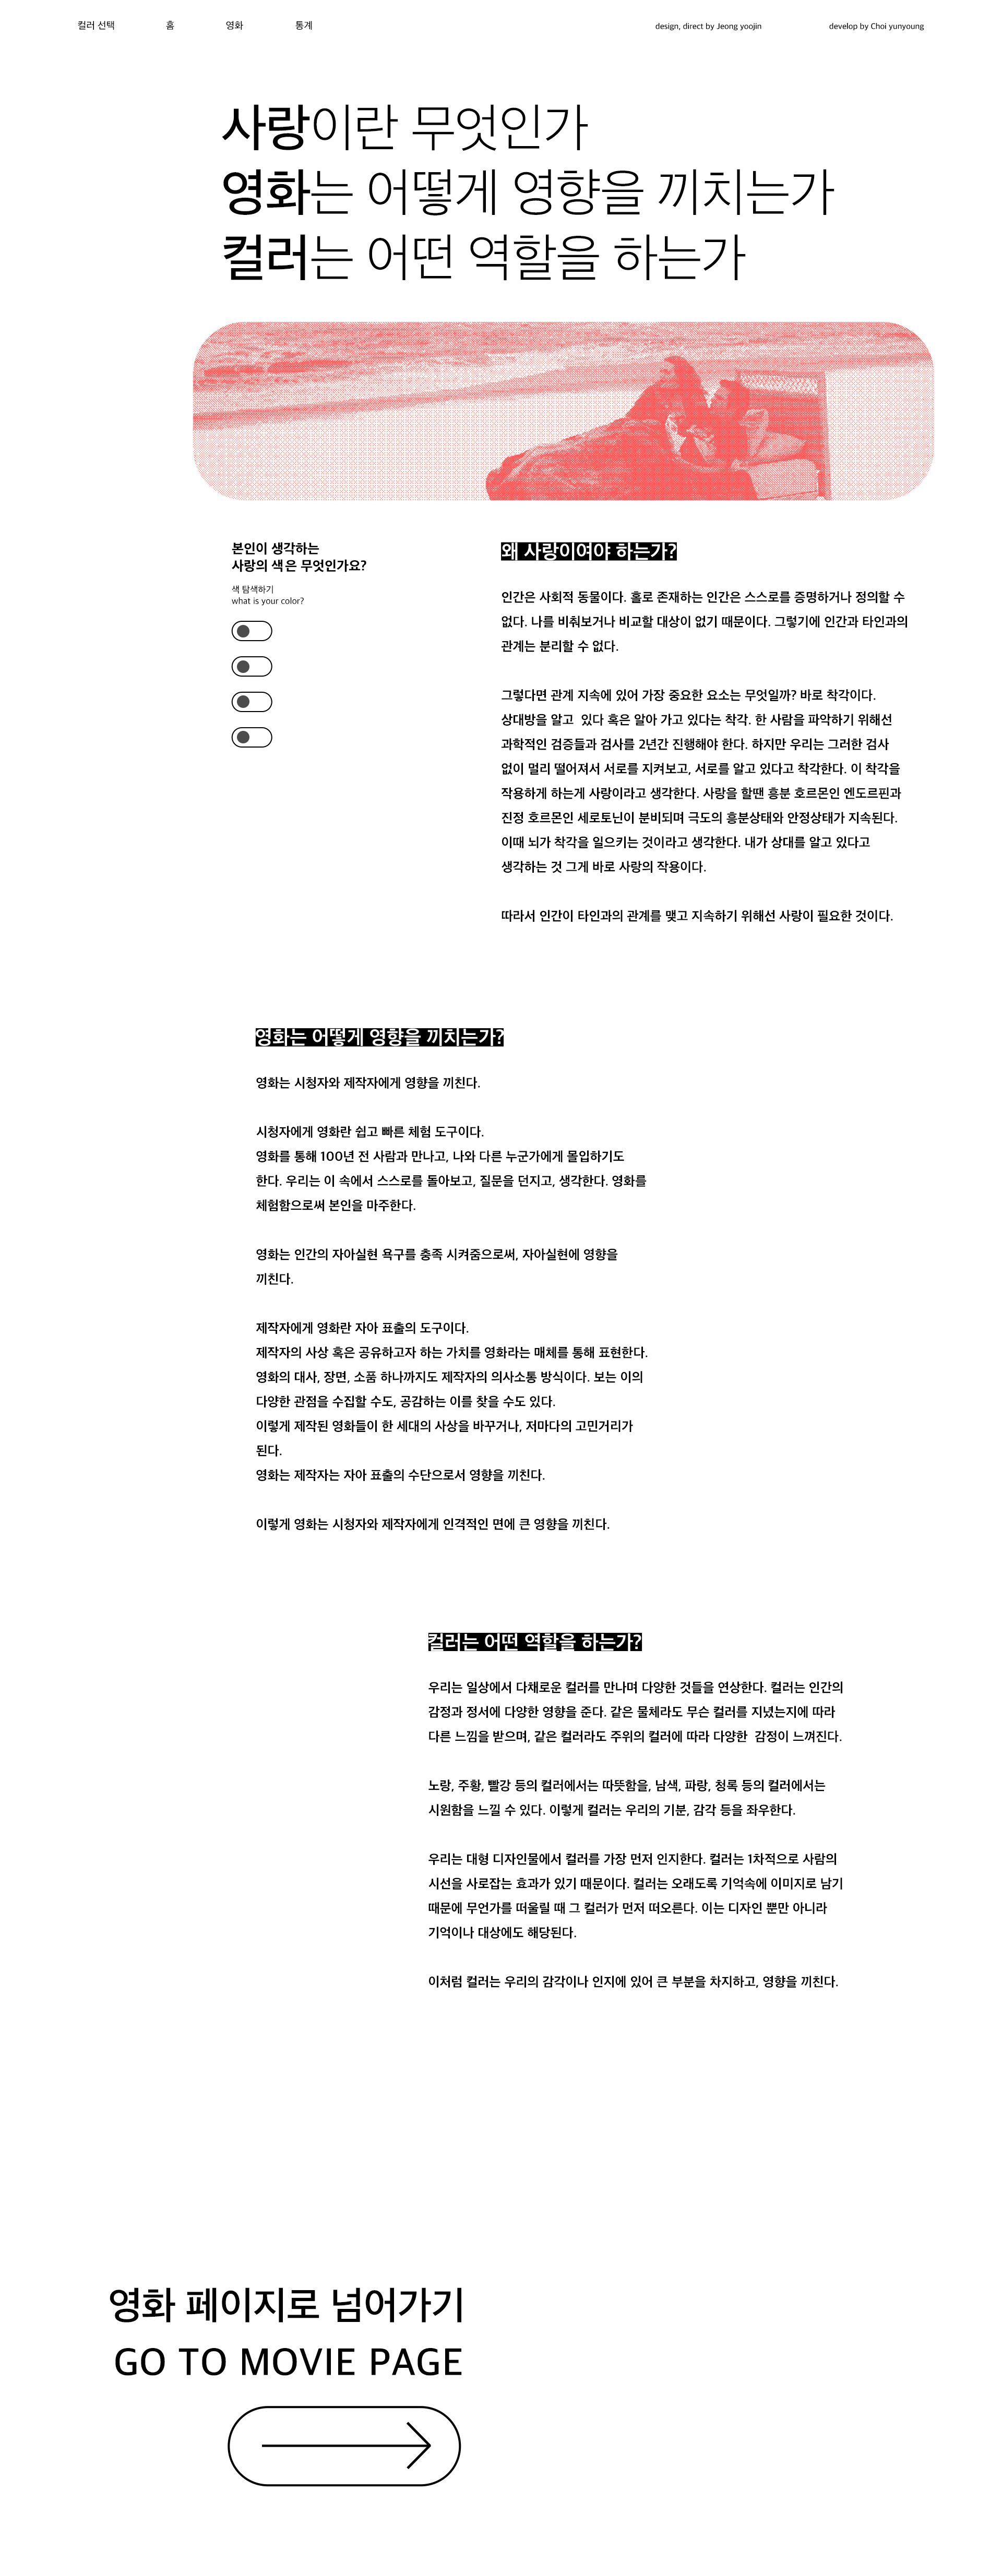 컬러 선택 홈 영화 통계 design, direct by Jeong yoojin develop by Choi yunyoung
사랑이란 무엇인가
영화는 어떻게 영향을 끼치는가
컬러는 어떤 역할을 하는가
본인이 생각하는
사랑의 색은 무엇인가요?
색 탐색하기
what is your color?
왜 사랑이여야 하는가?
인간은 사회적 동물이다. 홀로 존재하는 인간은 스스로를 증명하거나 정의할 수
없다. 나를 비춰보거나 비교할 대상이 없기 때문이다. 그렇기에 인간과 타인과의
관계는 분리할 수 없다.
그렇다면 관계 지속에 있어 가장 중요한 요소는 무엇일까? 바로 착각이다.
상대방을 알고 있다 혹은 알아 가고 있다는 착각. 한 사람을 파악하기 위해선
과학적인 검증들과 검사를 2년간 진행해야 한다. 하지만 우리는 그러한 검사
없이 멀리 떨어져서 서로를 지켜보고, 서로를 알고 있다고 착각한다. 이 착각을
작용하게 하는게 사랑이라고 생각한다. 사랑을 할땐 흥분 호르몬인 엔도르핀과
진정 호르몬인 세로토닌이 분비되며 극도의 흥분상태와 안정상태가 지속된다.
이때 뇌가 착각을 일으키는 것이라고 생각한다. 내가 상대를 알고 있다고
생각하는 것 그게 바로 사랑의 작용이다.
따라서 인간이 타인과의 관계를 맺고 지속하기 위해선 사랑이 필요한 것이다.
영화는 어떻게 영향을 끼치는가?
영화는 시청자와 제작자에게 영향을 끼친다.
시청자에게 영화란 쉽고 빠른 체험 도구이다.
영화를 통해 100년 전 사람과 만나고, 나와 다른 누군가에게 몰입하기도
한다. 우리는 이 속에서 스스로를 돌아보고, 질문을 던지고, 생각한다. 영화를
체험함으로써 본인을 마주한다.
영화는 인간의 자아실현 욕구를 충족 시켜줌으로써, 자아실현에 영향을
끼친다.
제작자에게 영화란 자아 표출의 도구이다.
제작자의 사상 혹은 공유하고자 하는 가치를 영화라는 매체를 통해 표현한다.
영화의 대사, 장면, 소품 하나까지도 제작자의 의사소통 방식이다. 보는 이의
다양한 관점을 수집할 수도, 공감하는 이를 찾을 수도 있다.
이렇게 제작된 영화들이 한 세대의 사상을 바꾸거나, 저마다의 고민거리가
된다.
영화는 제작자는 자아 표출의 수단으로서 영향을 끼친다.
이렇게 영화는 시청자와 제작자에게 인격적인 면에 큰 영향을 끼친다.
컬러는 어떤 역할을 하는가?
우리는 일상에서 다채로운 컬러를 만나며 다양한 것들을 연상한다. 컬러는 인간의
감정과 정서에 다양한 영향을 준다. 같은 물체라도 무슨 컬러를 지녔는지에 따라
다른 느낌을 받으며, 같은 컬러라도 주위의 컬러에 따라 다양한 감정이 느껴진다.
노랑, 주황, 빨강 등의 컬러에서는 따뜻함을, 남색, 파랑, 청록 등의 컬러에서는
시원함을 느낄 수 있다. 이렇게 컬러는 우리의 기분, 감각 등을 좌우한다.
우리는 대형 디자인물에서 컬러를 가장 먼저 인지한다. 컬러는 1차적으로 사람의
시선을 사로잡는 효과가 있기 때문이다. 컬러는 오래도록 기억속에 이미지로 남기
때문에 무언가를 떠올릴 때 그 컬러가 먼저 떠오른다. 이는 디자인 뿐만 아니라
기억이나 대상에도 해당된다.
이처럼 컬러는 우리의 감각이나 인지에 있어 큰 부분을 차지하고, 영향을 끼친다.
영화 페이지로 넘어가기
GO TO MOVIE PAGE